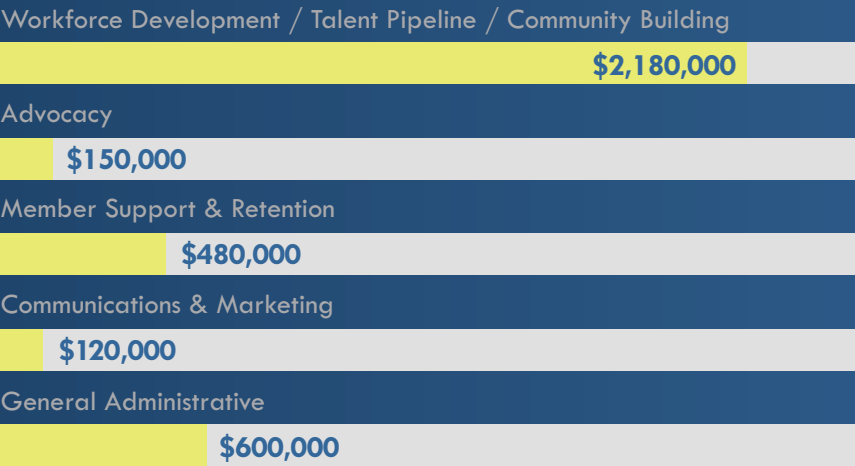 Workforce Development / Talent Pipeline / Community Building
$2,180,000
Advocacy
$150,000
Member Support & Retention
$480,000
Communications & Marketing
$120,000
General Administrative
$600,000